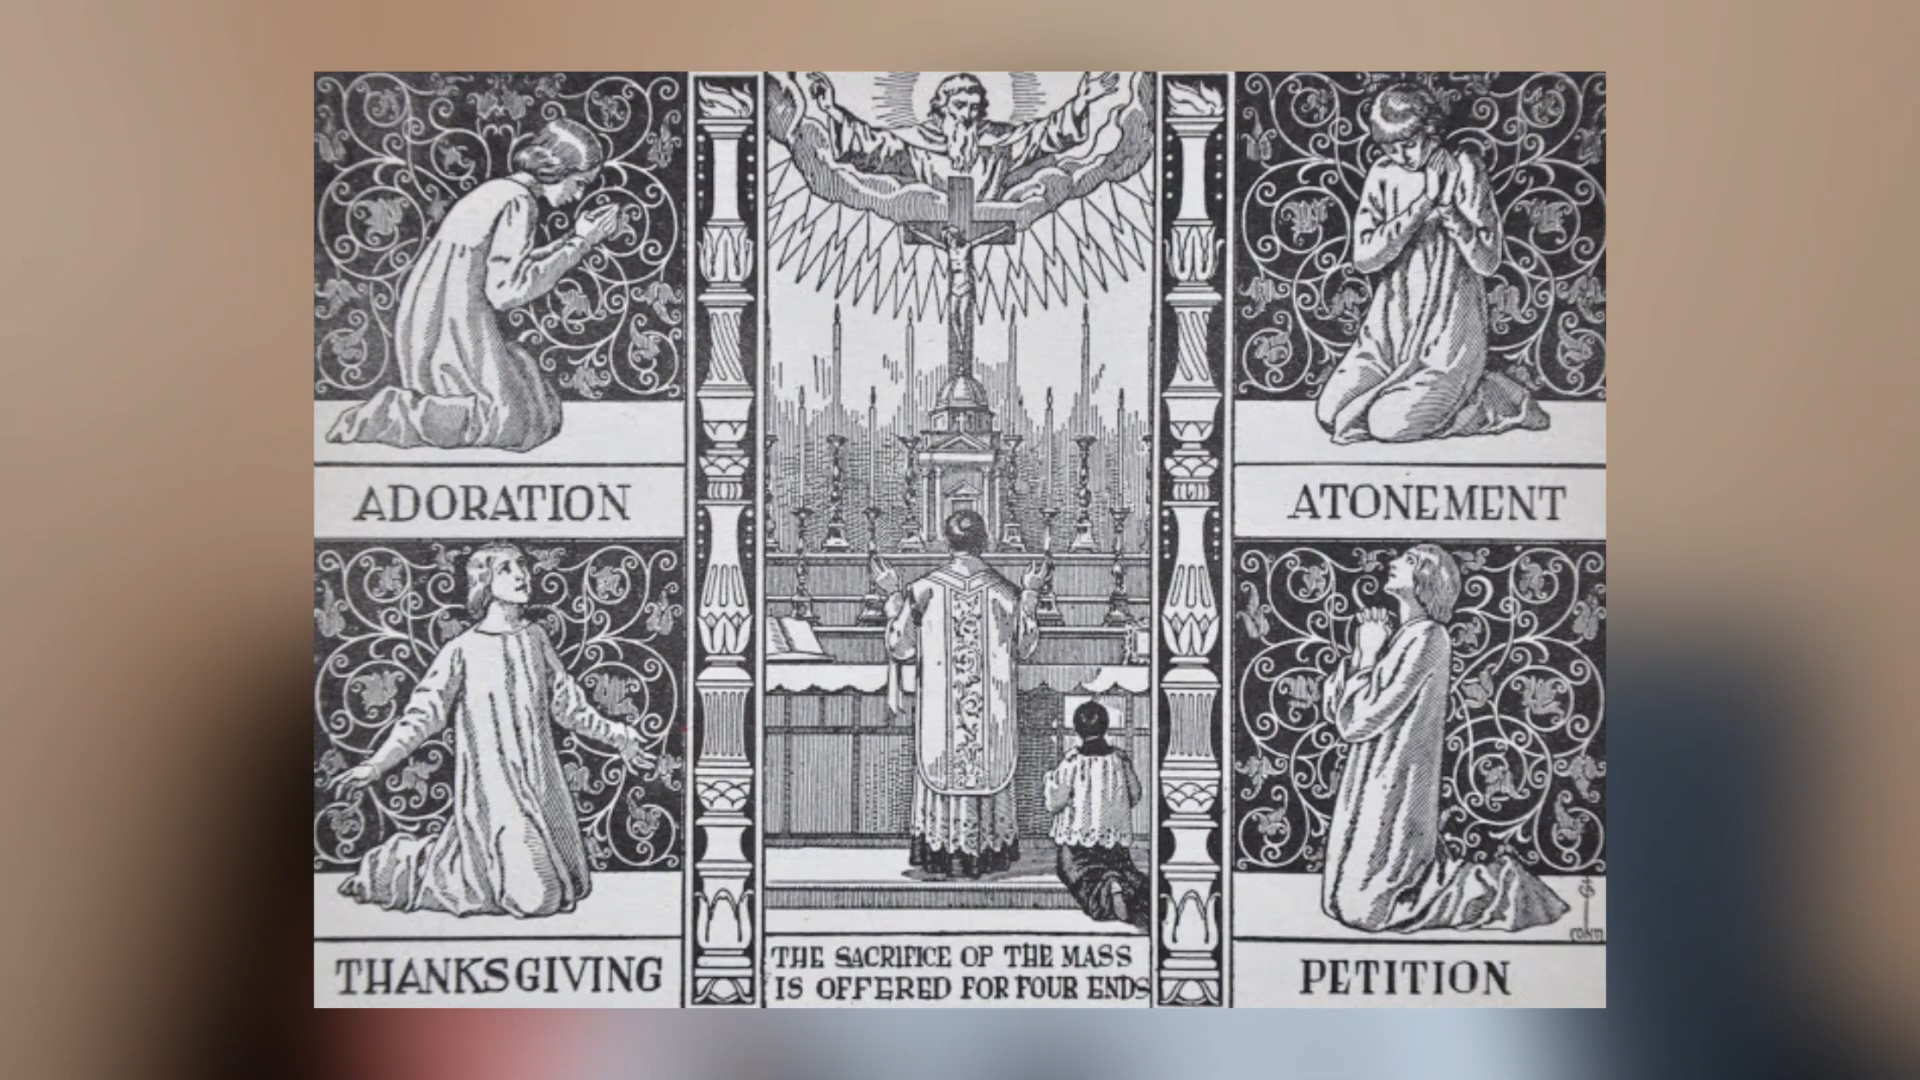 ADORATION
ATONEMENT
THANKSGIVING
THE SACRIFICE OF THE MASS
IS OFFERED FOR FOUR ENDS
PETITION